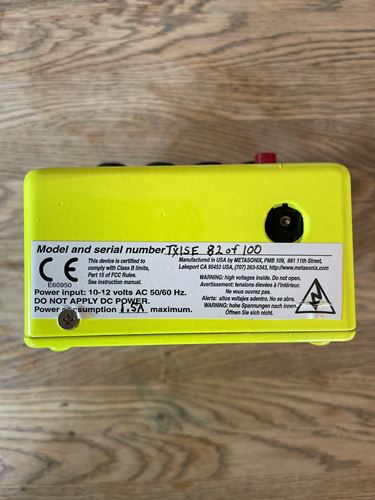 Model and serial number TX1SE 82 of 100
CE
E60950
This device is certified to
comply with Class B limits,
Part 15 of FCC Rules.
See instruction manual.
Manufactured in USA by METASONIX, PMB 109, 881 11th Street,
Lakeport CA 95453 USA, (707) 263-5343, http://www.metasonix.com
WARNING: high voltages inside. Do not open.
Avertissement: tensions élevées à l'intérieur.
Ne vous ouvrez pas.
Alerta: altos voltajes adentro. No se abra.
WARNUNG: hohe Spannungen nach innen.
Öffnen Sie sich nicht.
Power input: 10-12 volts AC 50/60 Hz.
DO NOT APPLY DC POWER.
Power consumption 1.5A maximum.